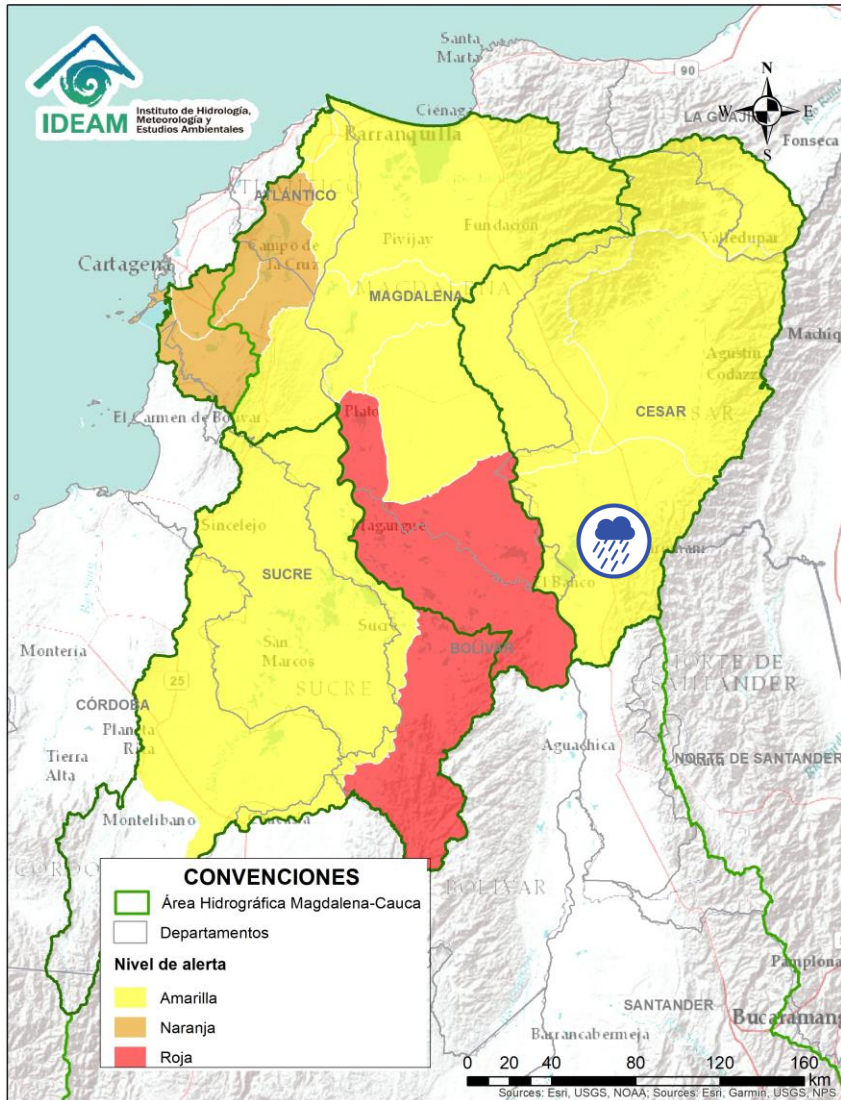 IDEAM
Instituto de Hidrología,
Meteorología y
Estudios Ambientales
Santa
Marta
90
N
W
E
S
Ciénaga
Barranquilla
LA GUAJIRA
Fonseca
ATLÁNTICO
Cartagena
Campo de
la Cruz
Pivijay
Fundación
Valledupar
MAGDALENA
Machiq
Agustín
Codazzi
CESAR
El Carmen de Bolívar
Plato
Sincelejo
Magangué
SUCRE
El Banco
Montería
San
Marcos
Sucre
SUCRE
BOLÍVAR
NORTE DE
SANTANDER
25
CÓRDOBA
Planeta
Rica
Tierra
Alta
Aguachica
NORTE DE SANTANDER
Montelíbano
BOLÍVAR
CONVENCIONES
Área Hidrográfica Magdalena-Cauca
Departamentos
Nivel de alerta
Amarilla
Naranja
Roja
Pamplona
SANTANDER
Bucaramang
Barrancabermeja
0 20 40 80 120 160
Km
Sources: Esri, USGS, NOAA; Sources: Esri, Garmin, USGS, NPS